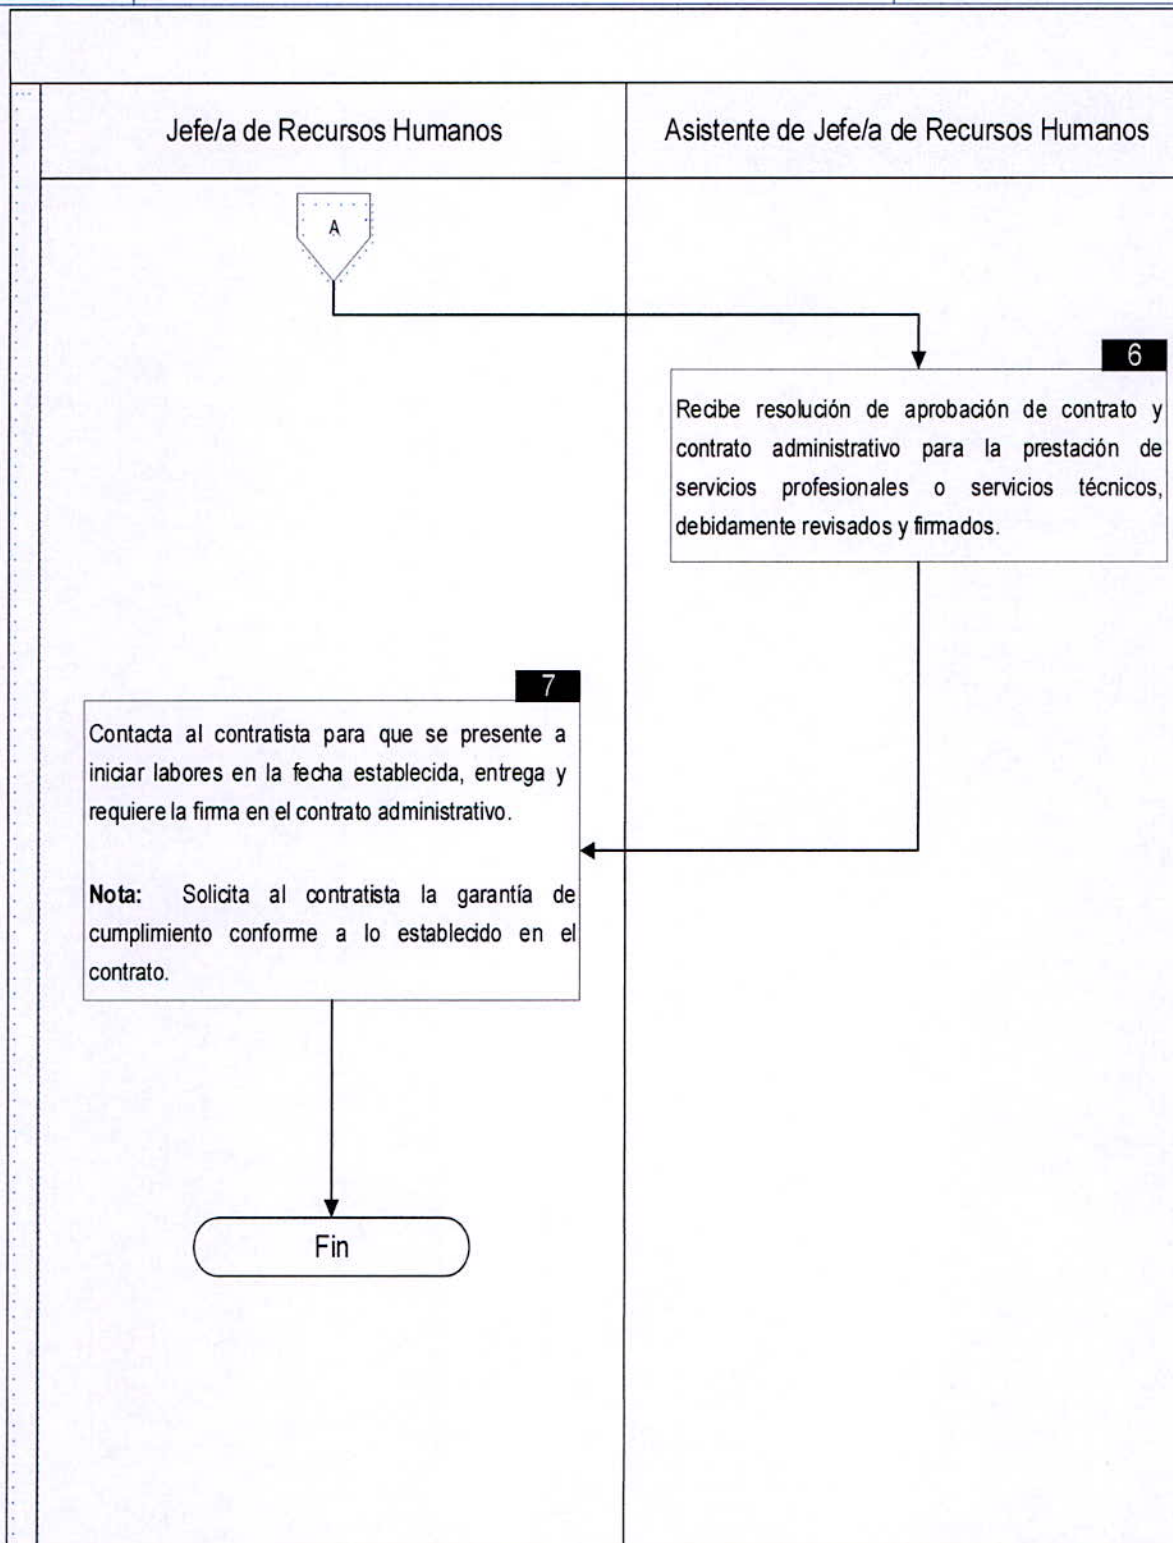 Jefe/a de Recursos Humanos
Asistente de Jefe/a de Recursos Humanos
A
6
Recibe resolución de aprobación de contrato y
contrato administrativo para la prestación de
servicios profesionales o servicios técnicos,
debidamente revisados y firmados.
7
Contacta al contratista para que se presente a
iniciar labores en la fecha establecida, entrega y
requiere la firma en el contrato administrativo.
Nota: Solicita al contratista la garantía de
cumplimiento conforme a lo establecido en el
contrato.
Fin